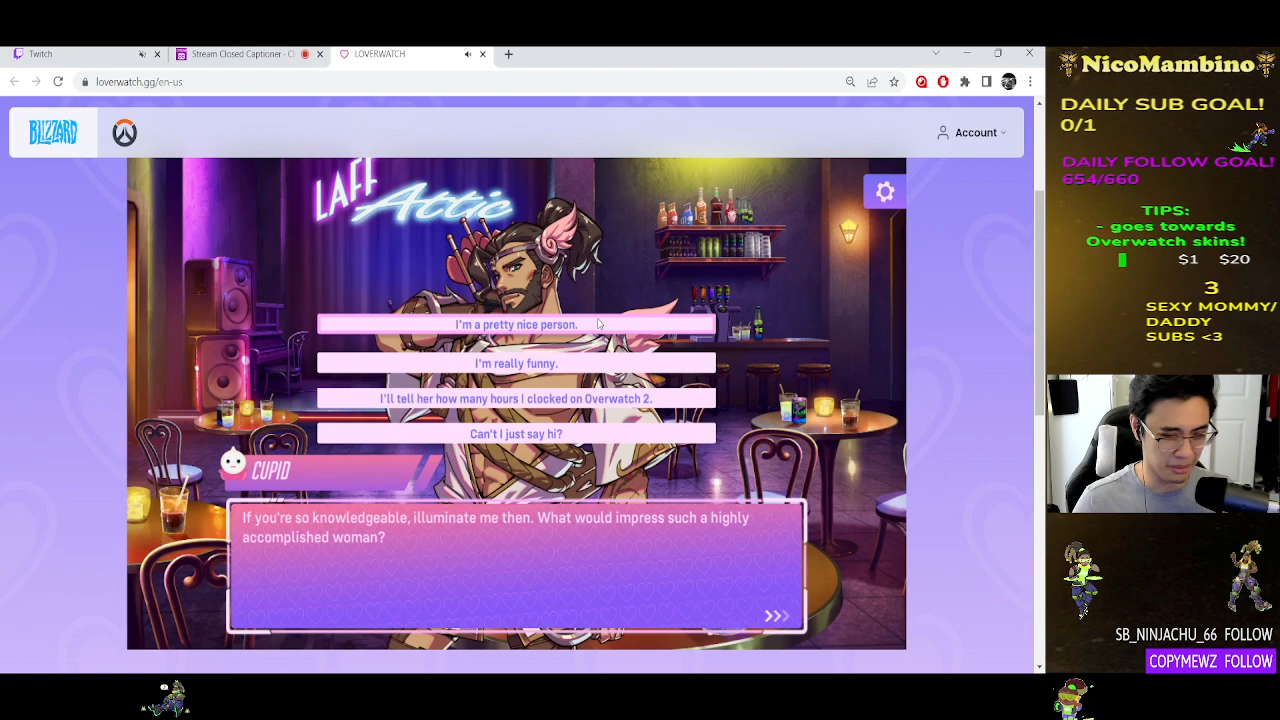 Twitch
Stream Closed Captioner - Cl
LOVERWATCH
loverwatch.gg/en-us
BLIZZARD
Account
LAFF
Attic
I'm a pretty nice person.
I'm really funny.
I'll tell her how many hours I clocked on Overwatch 2.
Can't I just say hi?
CUPID
If you're so knowledgeable, illuminate me then. What would impress such a highly
accomplished woman?
NicoMambino
DAILY SUB GOAL!
0/1
DAILY FOLLOW GOAL!
654/660
TIPS:
- goes towards
Overwatch skins!
$1 $20
3
SEXY MOMMY/
DADDY
SUBS <3
SB_NINJACHU_66 FOLLOW
COPYMEWZ FOLLOW